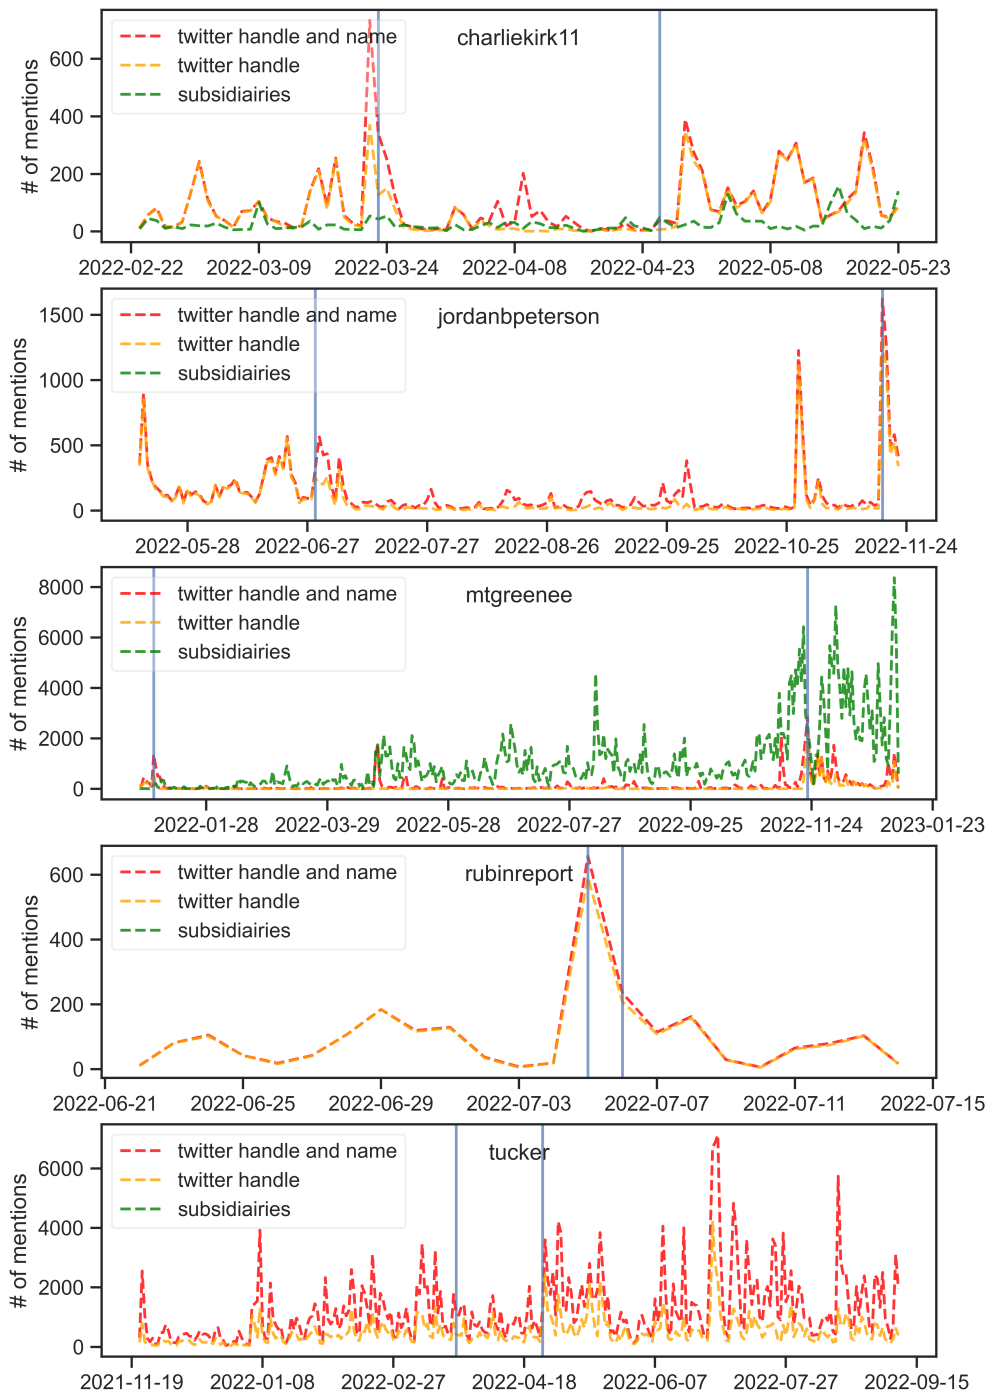 twitter handle and name
twitter handle
subsidiairies
charliekirk11
# of mentions
600
400
200
0
2022-02-22 2022-03-09 2022-03-24 2022-04-08 2022-04-23 2022-05-08 2022-05-23
twitter handle and name
twitter handle
subsidiairies
jordanbpeterson
# of mentions
1500
1000
500
0
2022-05-28 2022-06-27 2022-07-27 2022-08-26 2022-09-25 2022-10-25 2022-11-24
twitter handle and name
twitter handle
subsidiairies
mtgreenee
# of mentions
8000
6000
4000
2000
0
2022-01-28 2022-03-29 2022-05-28 2022-07-27 2022-09-25 2022-11-24 2023-01-23
twitter handle and name
twitter handle
subsidiairies
rubinreport
# of mentions
600
400
200
0
2022-06-21 2022-06-25 2022-06-29 2022-07-03 2022-07-07 2022-07-11 2022-07-15
twitter handle and name
twitter handle
subsidiairies
tucker
# of mentions
6000
4000
2000
0
2021-11-19 2022-01-08 2022-02-27 2022-04-18 2022-06-07 2022-07-27 2022-09-15